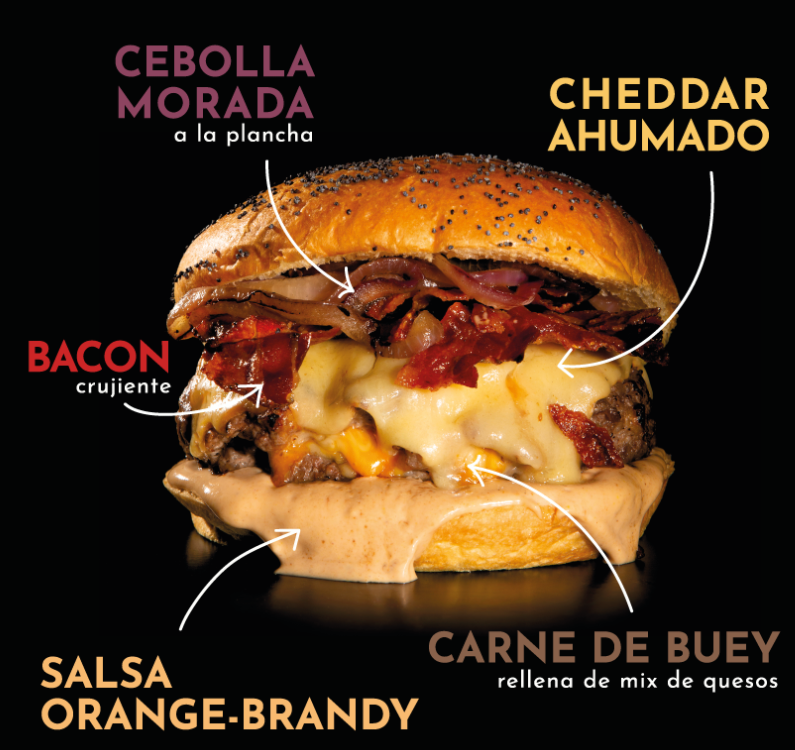 CEBOLLA
MORADA
a la plancha
CHEDDAR
AHUMADO
BACON
crujiente
CARNE DE BUEY
rellena de mix de quesos
SALSA
ORANGE-BRANDY